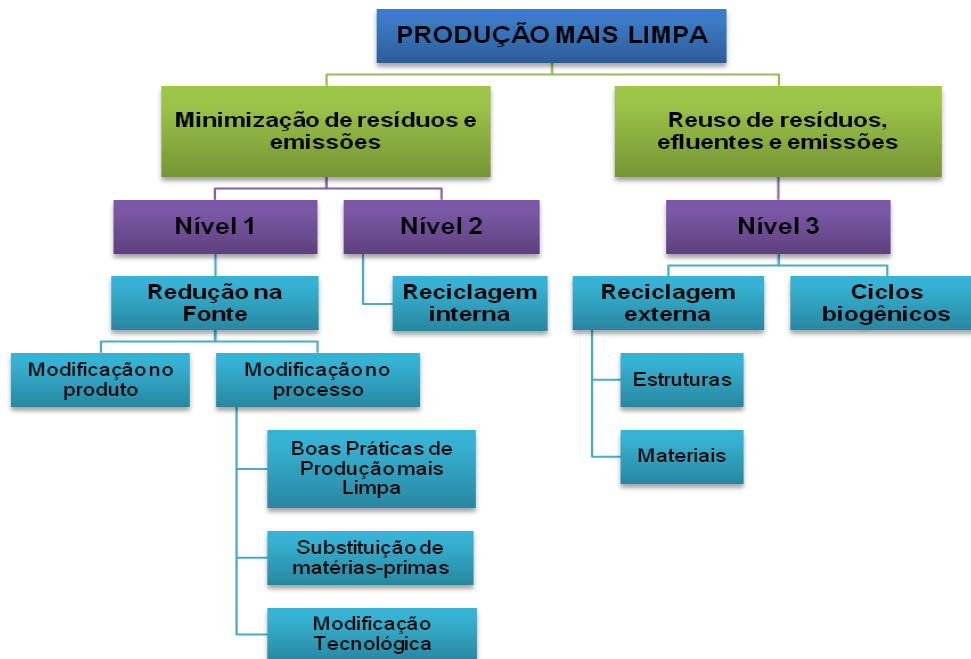 PRODUÇÃO MAIS LIMPA
Minimização de resíduos e
emissões
Reuso de resíduos,
efluentes e emissões
Nível 1
Nível 2
Nível 3
Redução na
Fonte
Reciclagem
interna
Reciclagem
externa
Ciclos
biogênicos
Modificação no
produto
Modificação no
processo
Estruturas
Materiais
Boas Práticas de
Produção mais
Limpa
Substituição de
matérias-primas
Modificação
Tecnológica